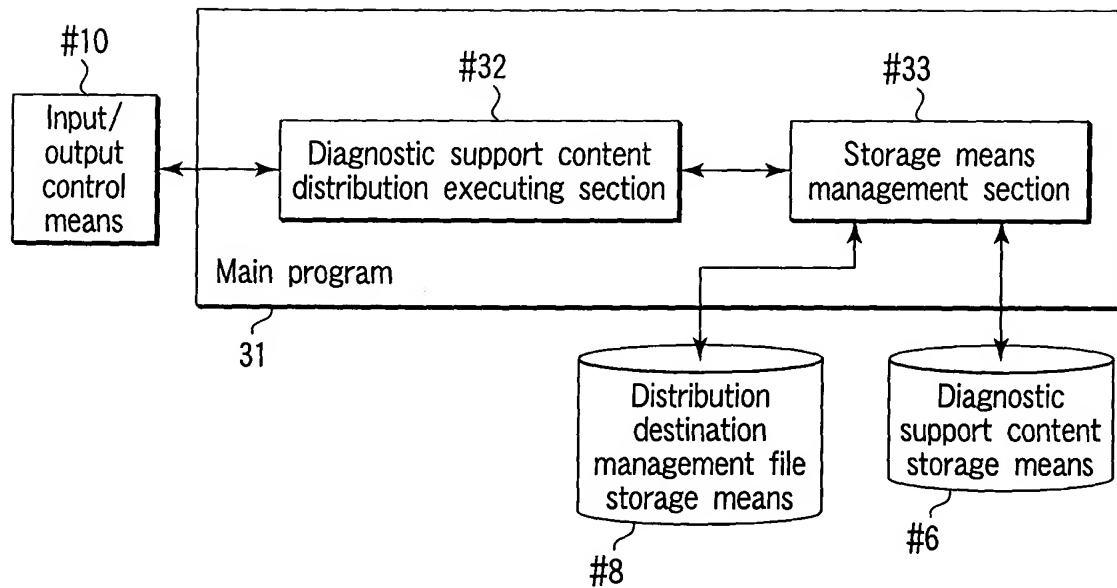 #10
Input/
output
control
means
#32
Diagnostic support content
distribution executing section
#33
Storage means
management section
Main program
31
Distribution
destination
management file
storage means
#8
Diagnostic
support content
storage means
#6